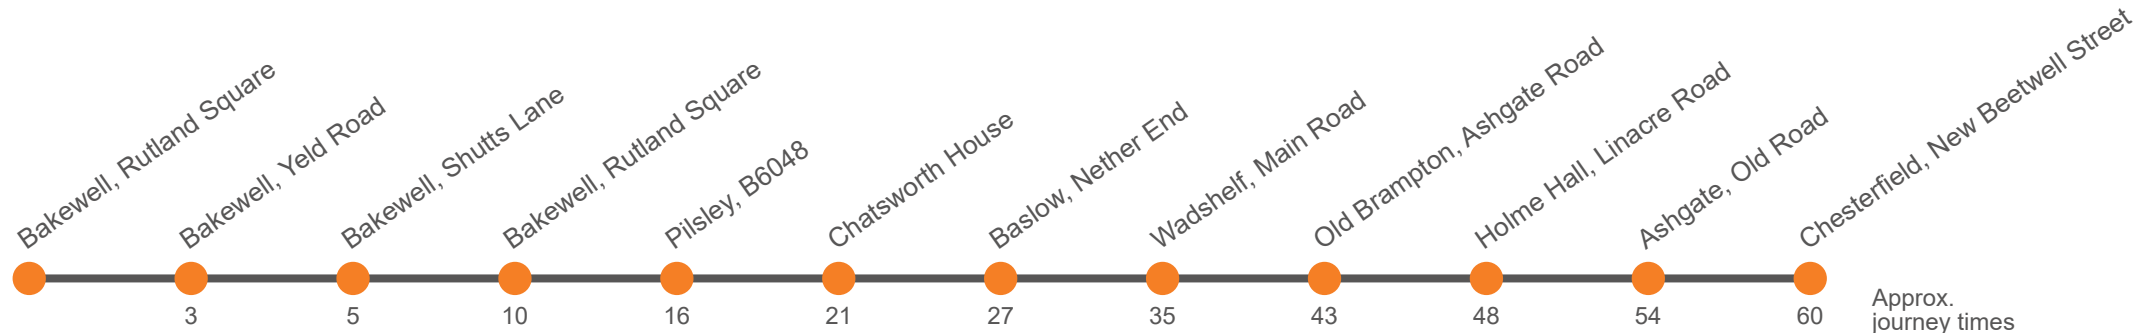 Bakewell, Rutland Square
Bakewell, Yeld Road
Bakewell, Shutts Lane
Bakewell, Rutland Square
Pilsley, B6048
Chatsworth House
Baslow, Nether End
Wadshelf, Main Road
Old Brampton, Ashgate Road
Holme Hall, Linacre Road
Ashgate, Old Road
Chesterfield, New Beetwell Street
3
5
10
16
21
27
35
43
48
54
60
Approx.
journey times